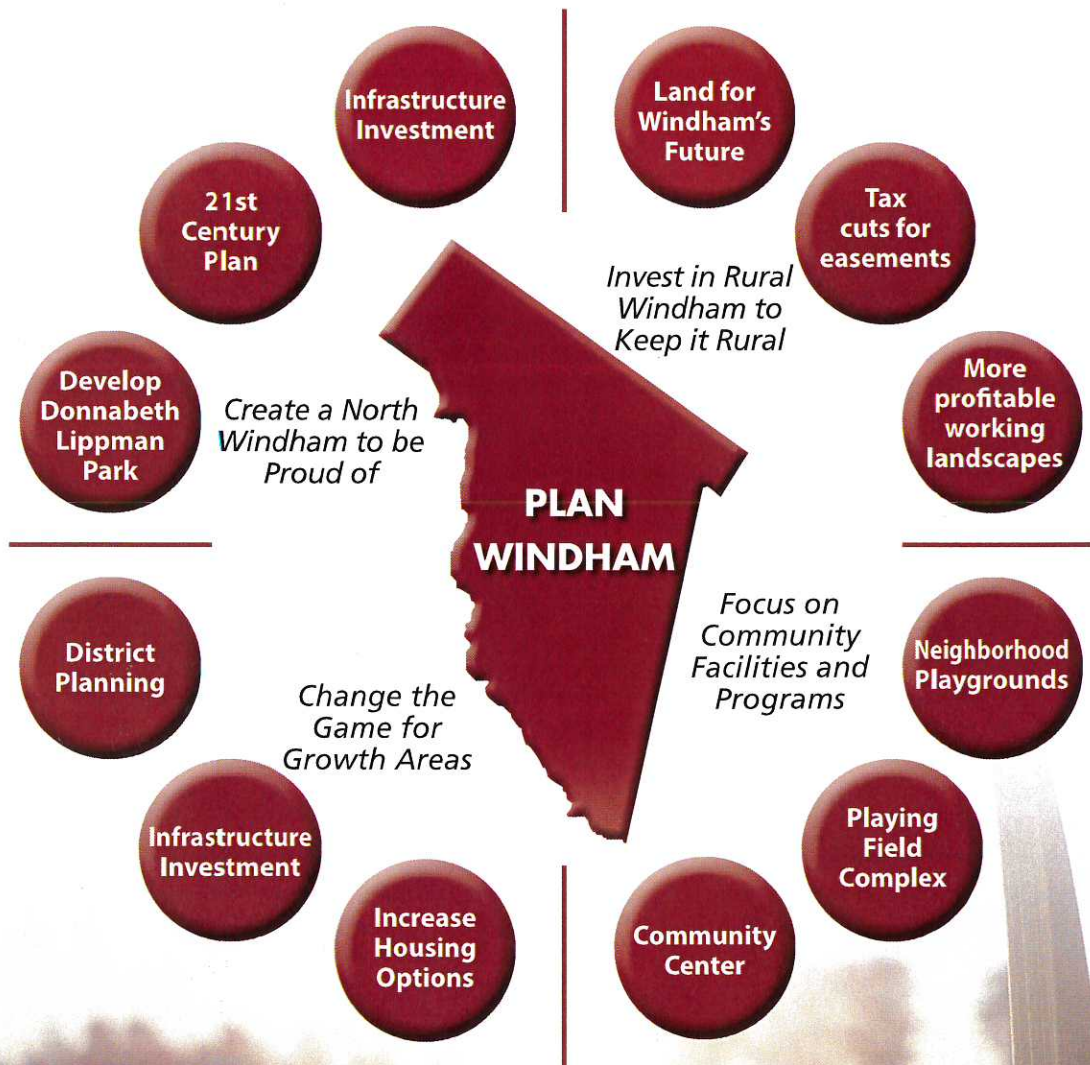 Infrastructure
Investment
21st
Century
Plan
Develop
Donnabeth
Lippman
Park
Create a North
Windham to be
Proud of
Land for
Windham's
Future
Tax
cuts for
easements
More
profitable
working
landscapes
Invest in Rural
Windham to
Keep it Rural
PLAN
WINDHAM
District
Planning
Infrastructure
Investment
Increase
Housing
Options
Change the
Game for
Growth Areas
Focus on
Community
Facilities and
Programs
Neighborhood
Playgrounds
Playing
Field
Complex
Community
Center